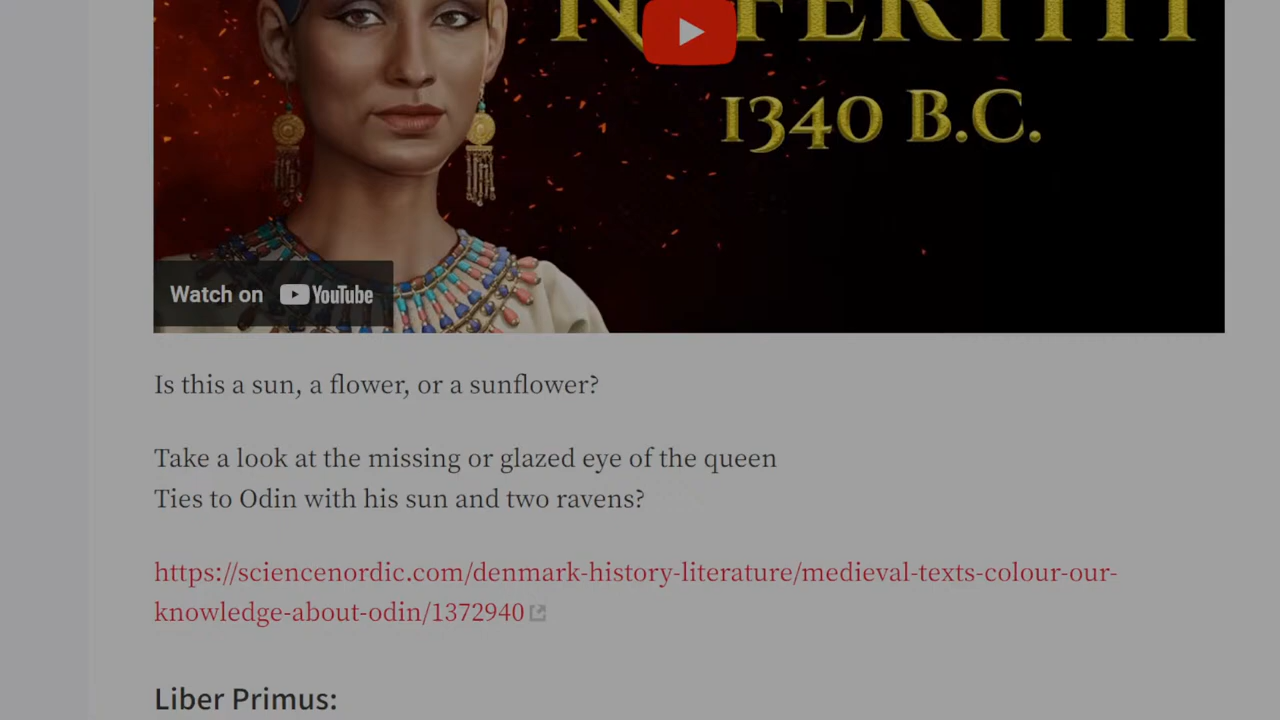 NEFERTITI
1340 B.C.
Watch on YouTube
Is this a sun, a flower, or a sunflower?
Take a look at the missing or glazed eye of the queen
Ties to Odin with his sun and two ravens?
https://sciencenordic.com/denmark-history-literature/medieval-texts-colour-our-
knowledge-about-odin/1372940
Liber Primus: